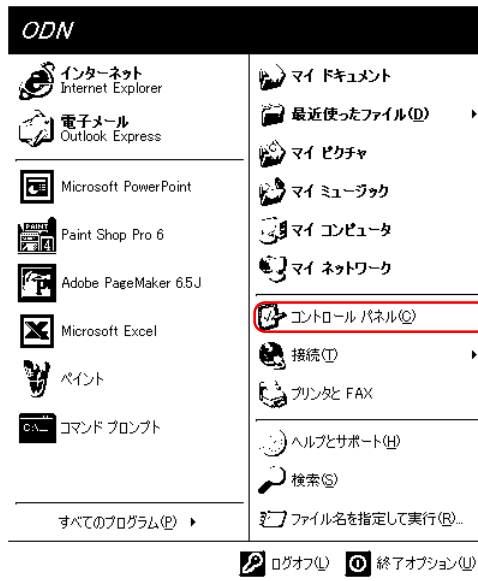 ODN
インターネット
Internet Explorer
電子メール
Outlook Express
Microsoft PowerPoint
PAINT
4
Paint Shop Pro 6
Adobe PageMaker 6.5J
Microsoft Excel
ペイント
C:\_
コマンド プロンプト
すべてのプログラム(P)
マイ ドキュメント
最近使ったファイル(D)
マイ ピクチャ
マイ ミュージック
マイ コンピュータ
マイ ネットワーク
コントロール パネル(C)
接続(T)
プリンタと FAX
ヘルプとサポート(H)
検索(S)
ファイル名を指定して実行(R)...
ログオフ(L)
終了オプション(U)